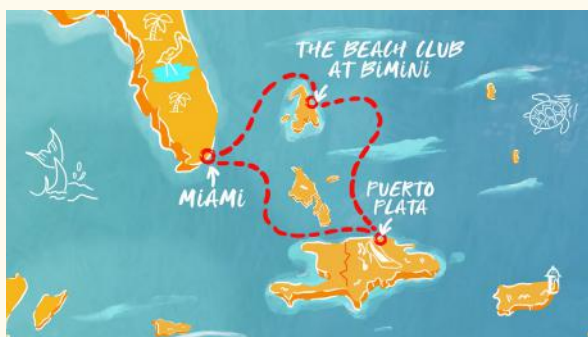 THE BEACH CLUB
AT BIMINI
MIAMI
PUERTO
PLATA